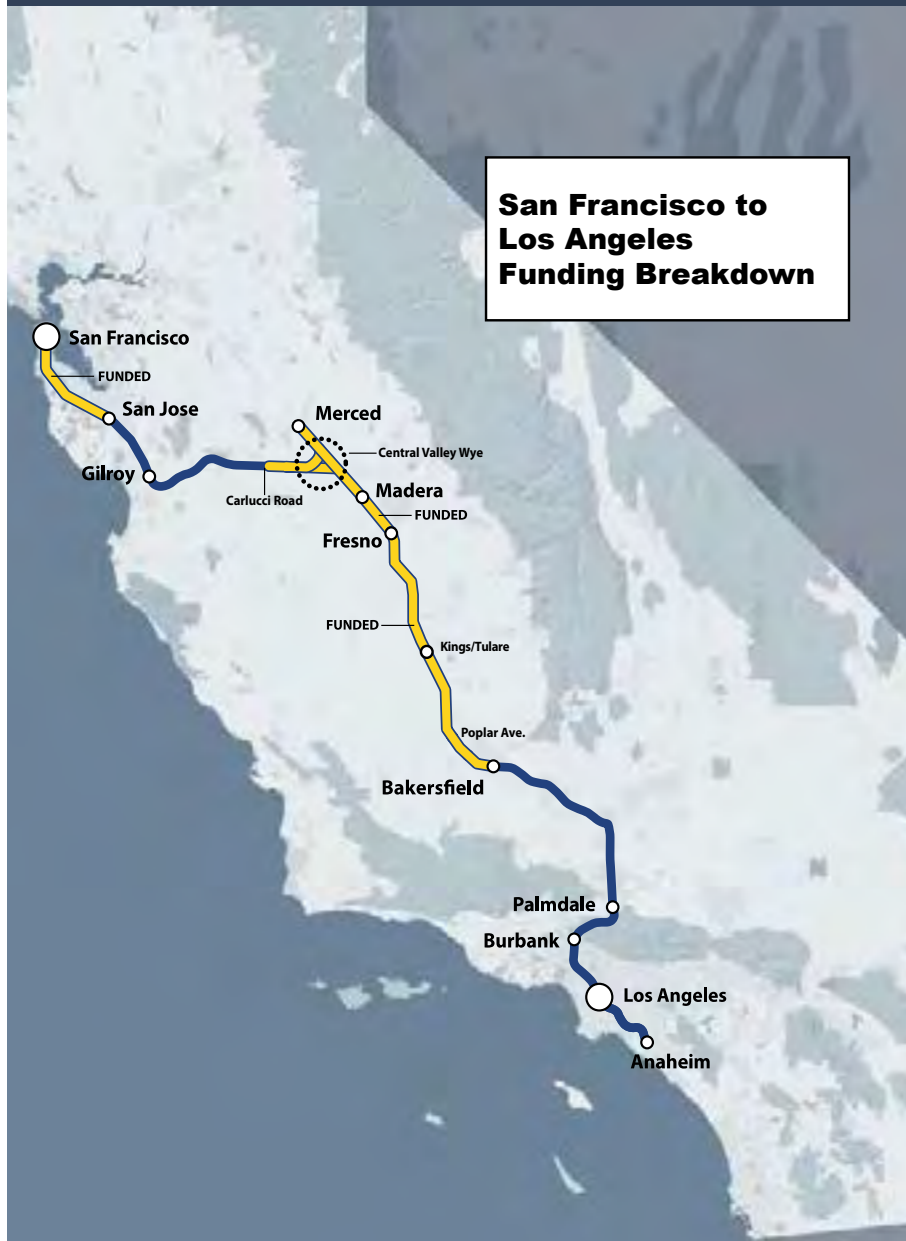 San Francisco to
Los Angeles
Funding Breakdown
San Francisco
FUNDED
San Jose
Merced
Central Valley Wye
Gilroy
Carlucci Road
Madera
FUNDED
Fresno
FUNDED
Kings/Tulare
Poplar Ave.
Bakersfield
Palmdale
Burbank
Los Angeles
Anaheim